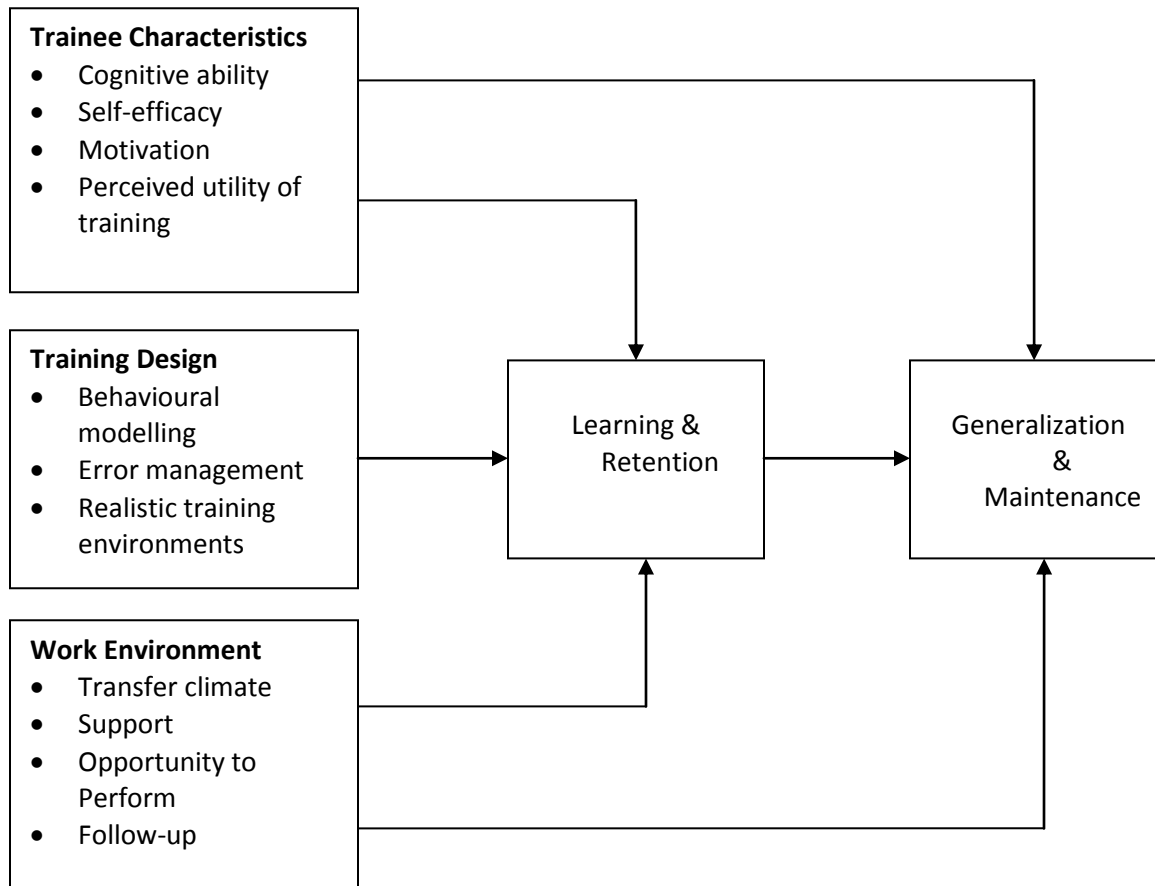 Trainee Characteristics
• Cognitive ability
• Self-efficacy
• Motivation
• Perceived utility of
training
Training Design
• Behavioural
modelling
• Error management
• Realistic training
environments
Work Environment
• Transfer climate
• Support
• Opportunity to
Perform
• Follow-up
Learning &
Retention
Generalization
&
Maintenance